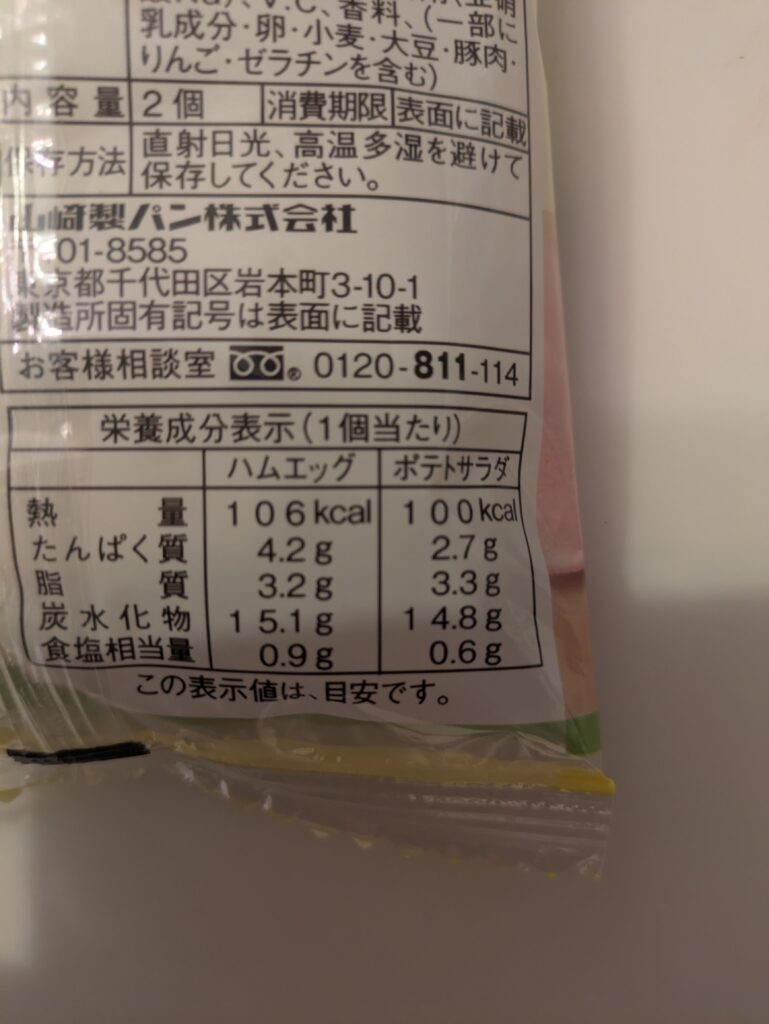 V.C、香料、(一部に
乳成分・卵・小麦・大豆・豚肉・
りんご・ゼラチンを含む)
内容量 2個 消費期限 表面に記載
保存方法 直射日光、高温多湿を避けて
保存してください。
山崎製パン株式会社
〒101-8585
東京都千代田区岩本町3-10-1
製造所固有記号は表面に記載
お客様相談室 ® 0120-811-114
栄養成分表示(1個当たり)
ハムエッグ ポテトサラダ
熱量 106kcal 100kcal
たんぱく質 4.2g 2.7g
脂質 3.2g 3.3g
炭水化物 15.1g 14.8g
食塩相当量 0.9g 0.6g
この表示値は、目安です。